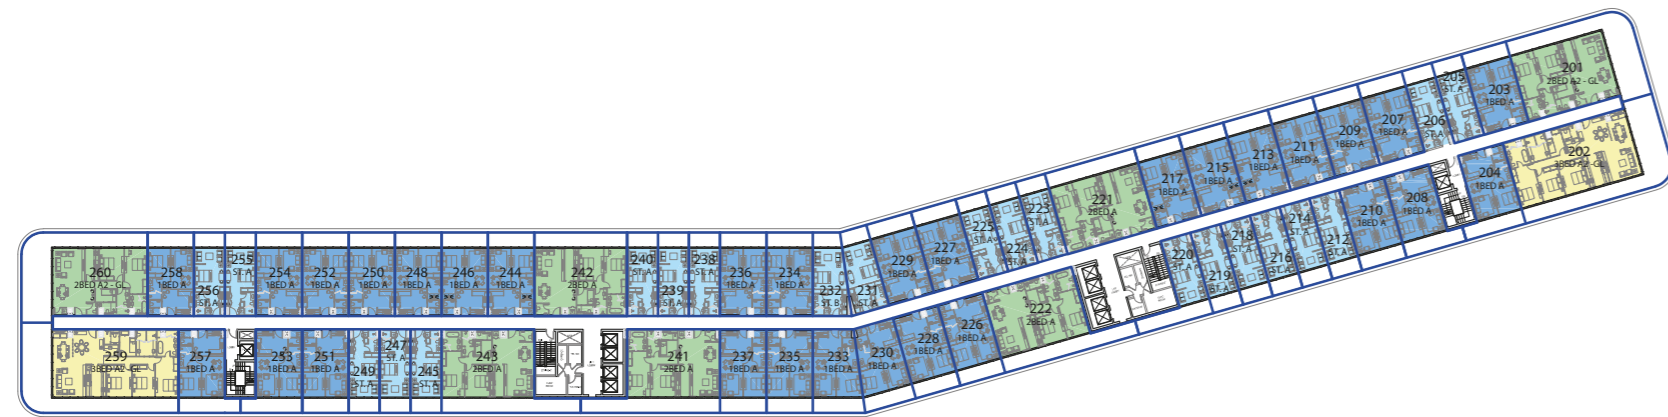 260
2BED A2 - GL
258
1BED A
256
ST. A
255
ST. A
254
1BED A
252
1BED A
250
1BED A
248
1BED A
246
1BED A
244
1BED A
242
2BED A
240
ST. A
239
ST. A
238
ST. A
236
1BED A
234
1BED A
232
ST. B
231
ST. A
229
1BED A
227
1BED A
225
ST. A
224
ST. A
223
ST. A
221
2BED A
217
1BED A
215
1BED A
213
1BED A
211
1BED A
209
1BED A
207
1BED A
206
ST. A
205
ST. A
203
1BED A
201
2BED A2 - GL
259
3BED A2 - GL
257
1BED A
253
1BED A
251
1BED A
249
ST. A
247
ST. A
245
ST. A
243
2BED A
241
2BED A
237
1BED A
235
1BED A
233
1BED A
230
1BED A
228
1BED A
226
1BED A
222
2BED A
220
ST. A
219
ST. A
218
ST. A
216
ST. A
214
ST. A
212
ST. A
210
1BED A
208
1BED A
204
1BED A
202
3BED A2 - GL